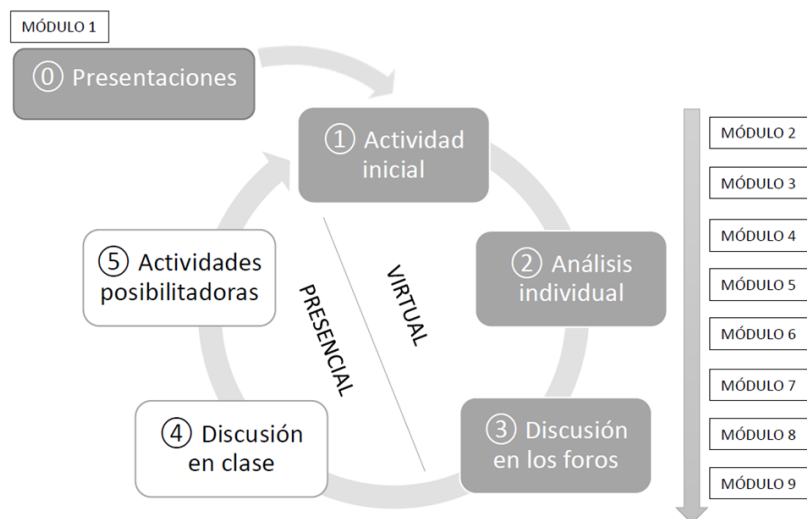 MÓDULO 1
⓪ Presentaciones
① Actividad
inicial
② Análisis
individual
③ Discusión
en los foros
④ Discusión
en clase
⑤ Actividades
posibilitadoras
PRESENCIAL
VIRTUAL
MÓDULO 2
MÓDULO 3
MÓDULO 4
MÓDULO 5
MÓDULO 6
MÓDULO 7
MÓDULO 8
MÓDULO 9